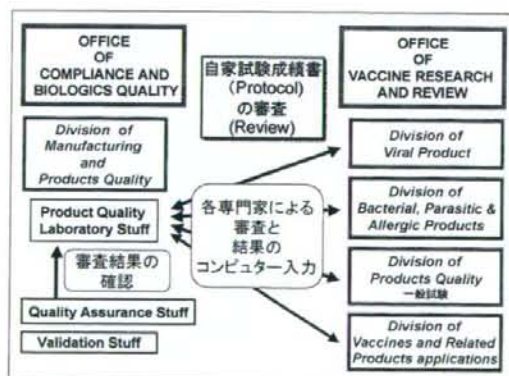 OFFICE
OF
COMPLIANCE AND
BIOLOGICS QUALITY
Division of
Manufacturing
and
Products Quality
Product Quality
Laboratory Stuff
審査結果の
確認
Quality Assurance Stuff
Validation Stuff
自家試験成績書
(Protocol)
の審査
(Review)
各専門家による
審査と
結果の
コンピュター入力
OFFICE
OF
VACCINE RESEARCH
AND REVIEW
Division of
Viral Product
Division of
Bacterial, Parasitic &
Allergic Products
Division of
Products Quality
一般試験
Division of
Vaccines and Related
Products applications